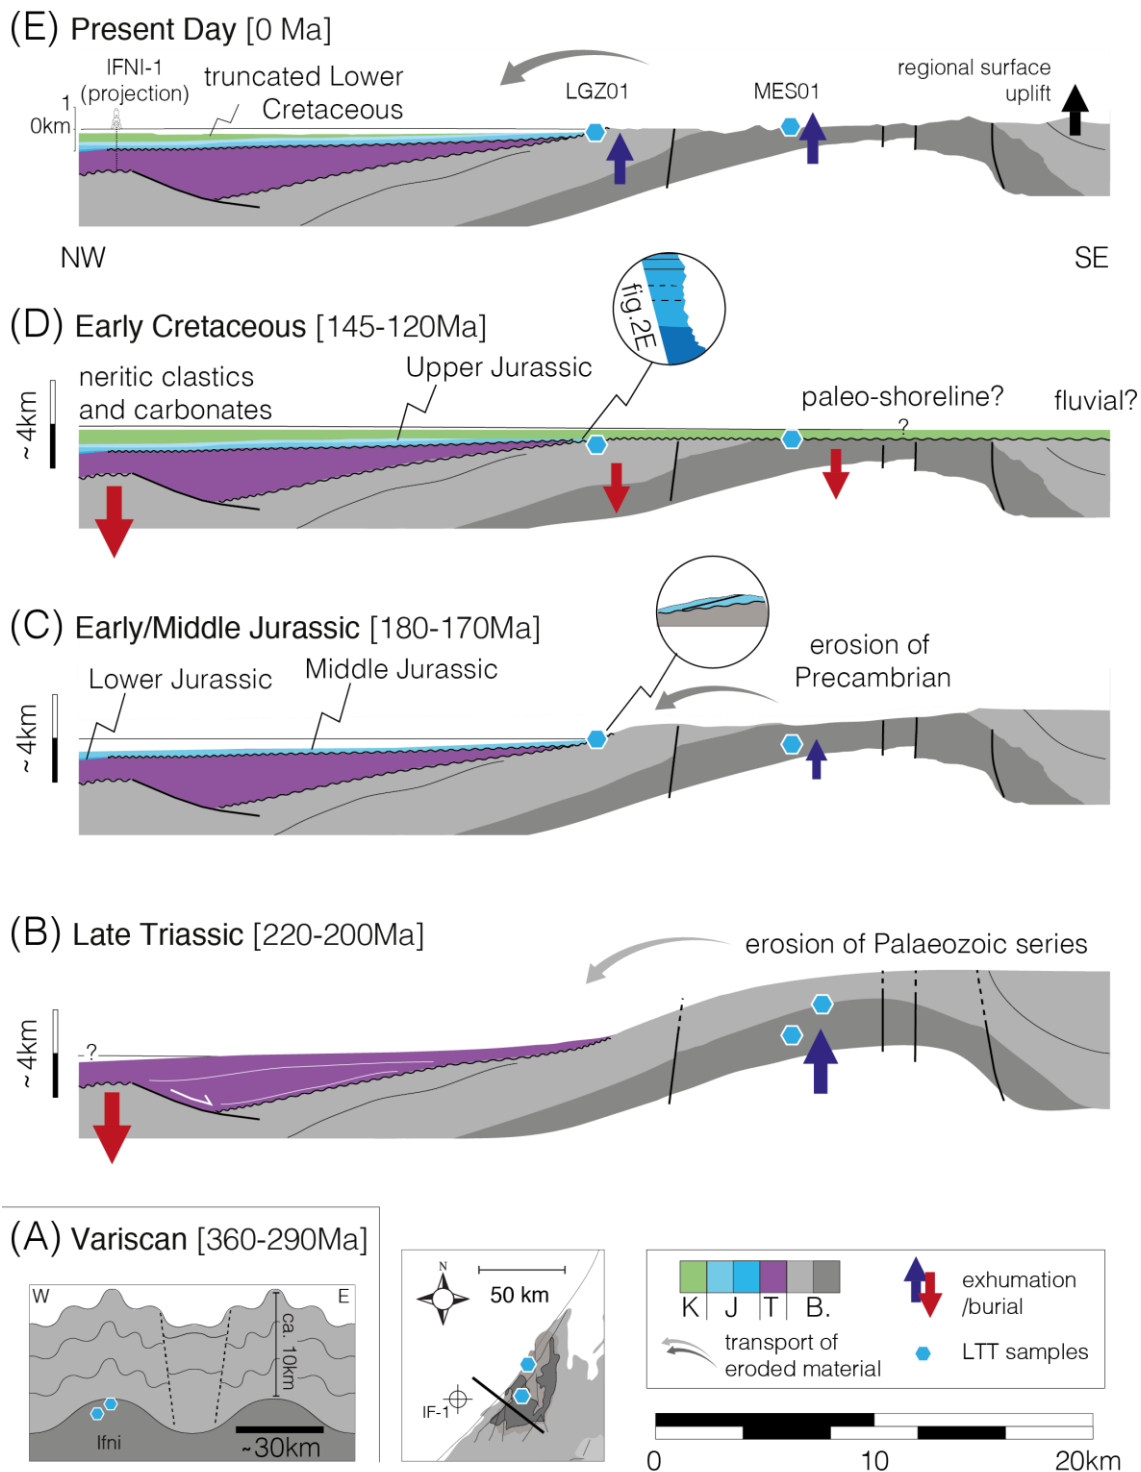 (E) Present Day [0 Ma]
IFNI-1
(projection)
truncated Lower
Cretaceous
LGZ01
MES01
regional surface
uplift
1
0km
NW
SE
fig.2E
(D) Early Cretaceous [145-120Ma]
neritic clastics
and carbonates
Upper Jurassic
paleo-shoreline?
fluvial?
?
~ 4km
(C) Early/Middle Jurassic [180-170Ma]
Lower Jurassic
Middle Jurassic
erosion of
Precambrian
~ 4km
(B) Late Triassic [220-200Ma]
erosion of Palaeozoic series
?
~ 4km
(A) Variscan [360-290Ma]
W
E
ca. 10km
Ifni
~30km
N
50 km
IF-1
K J T B.
exhumation
/burial
transport of
eroded material
LTT samples
0 10 20km